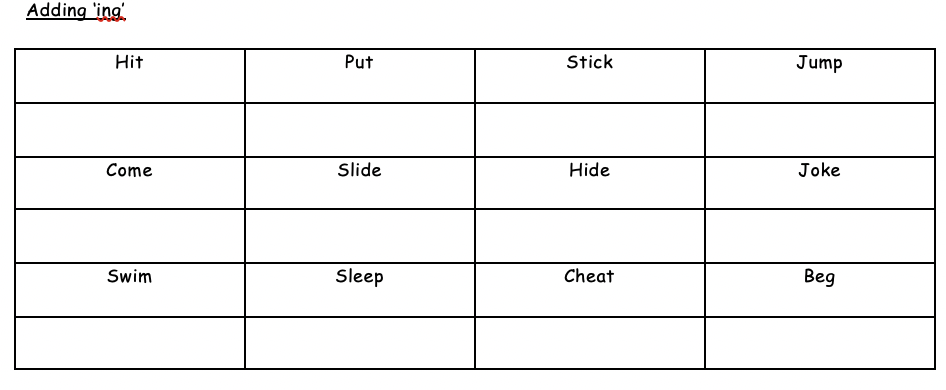 Adding 'ing'
Hit Put Stick Jump
Come Slide Hide Joke
Swim Sleep Cheat Beg